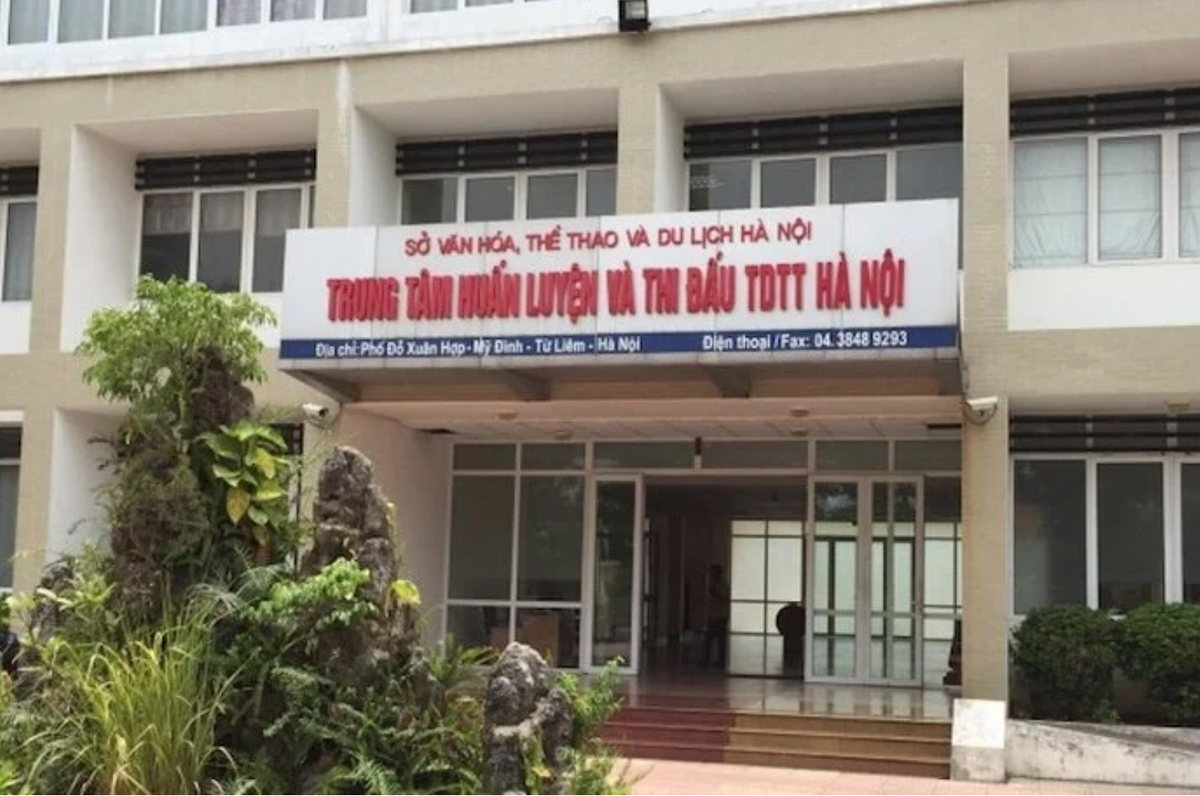 SỞ VĂN HÓA, THỂ THAO VÀ DU LỊCH HÀ NỘI
TRUNG TÂM HUẤN LUYỆN VÀ THI ĐẤU TDTT HÀ NỘI
Địa chỉ: Phố Đỗ Xuân Hợp - Mỹ Đình - Từ Liêm - Hà Nội Điện thoại / Fax: 04. 3848 9293